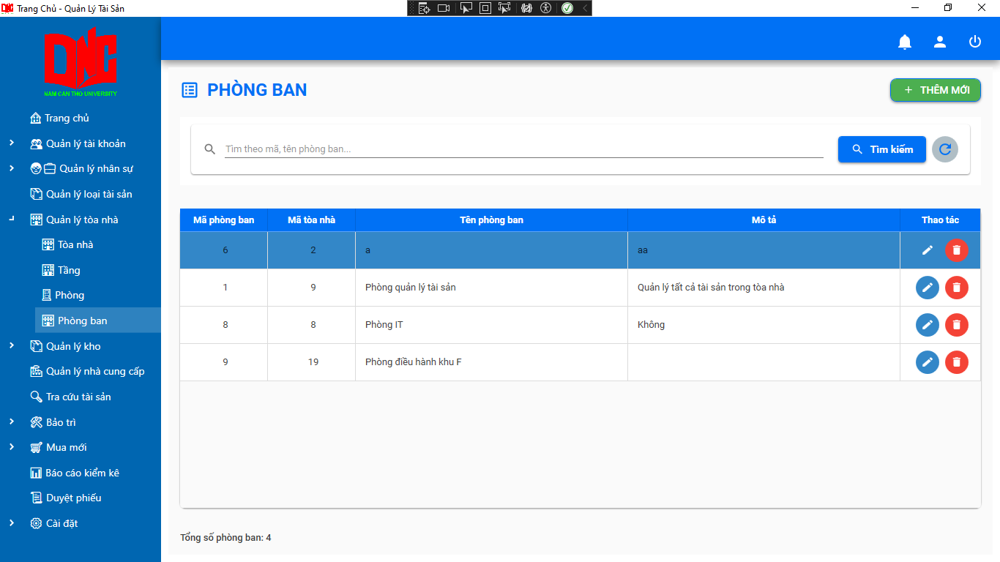 Trang Chủ - Quản Lý Tài Sản
DNC
NAM CAN THO UNIVERSITY
Trang chủ
Quản lý tài khoản
Quản lý nhân sự
Quản lý loại tài sản
Quản lý tòa nhà
Tòa nhà
Tầng
Phòng
Phòng ban
Quản lý kho
Quản lý nhà cung cấp
Tra cứu tài sản
Bảo trì
Mua mới
Báo cáo kiểm kê
Duyệt phiếu
Cài đặt
PHÒNG BAN
+ THÊM MỚI
Tìm theo mã, tên phòng ban...
Tìm kiếm
Mã phòng ban Mã tòa nhà Tên phòng ban Mô tả Thao tác
6 2 a aa
1 9 Phòng quản lý tài sản Quản lý tất cả tài sản trong tòa nhà
8 8 Phòng IT Không
9 19 Phòng điều hành khu F
Tổng số phòng ban: 4